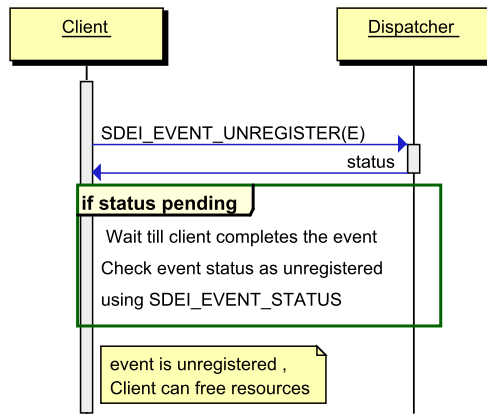 Client
Dispatcher
SDEI_EVENT_UNREGISTER(E)
status
if status pending
Wait till client completes the event
Check event status as unregistered
using SDEI_EVENT_STATUS
event is unregistered ,
Client can free resources